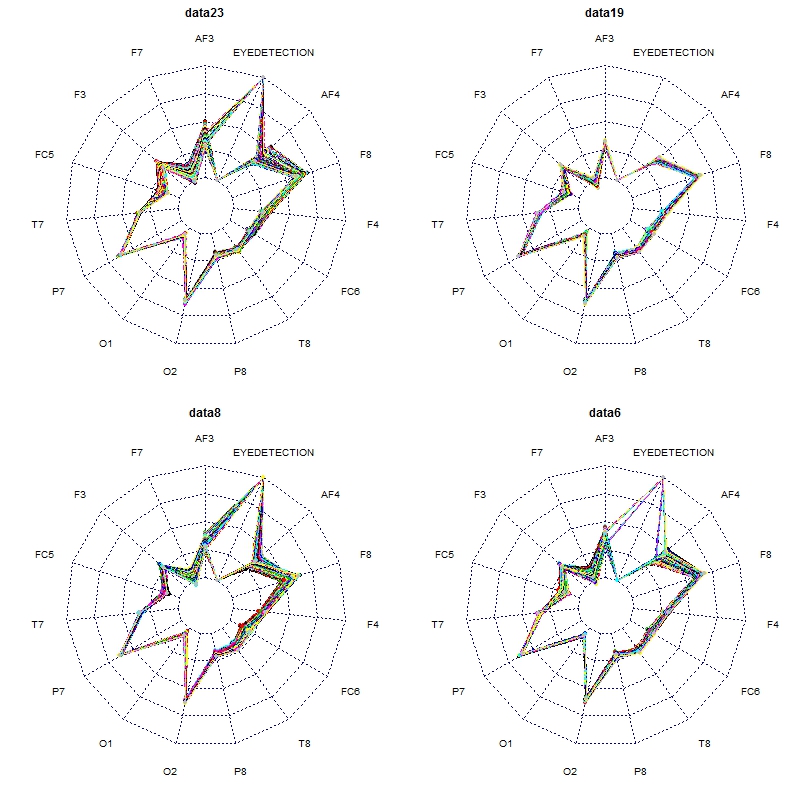 data23
AF3
F7
EYEDETECTION
F3
AF4
FC5
F8
T7
F4
P7
FC6
O1
T8
O2
P8
data19
AF3
F7
EYEDETECTION
F3
AF4
FC5
F8
T7
F4
P7
FC6
O1
T8
O2
P8
data8
AF3
F7
EYEDETECTION
F3
AF4
FC5
F8
T7
F4
P7
FC6
O1
T8
O2
P8
data6
AF3
F7
EYEDETECTION
F3
AF4
FC5
F8
T7
F4
P7
FC6
O1
T8
O2
P8